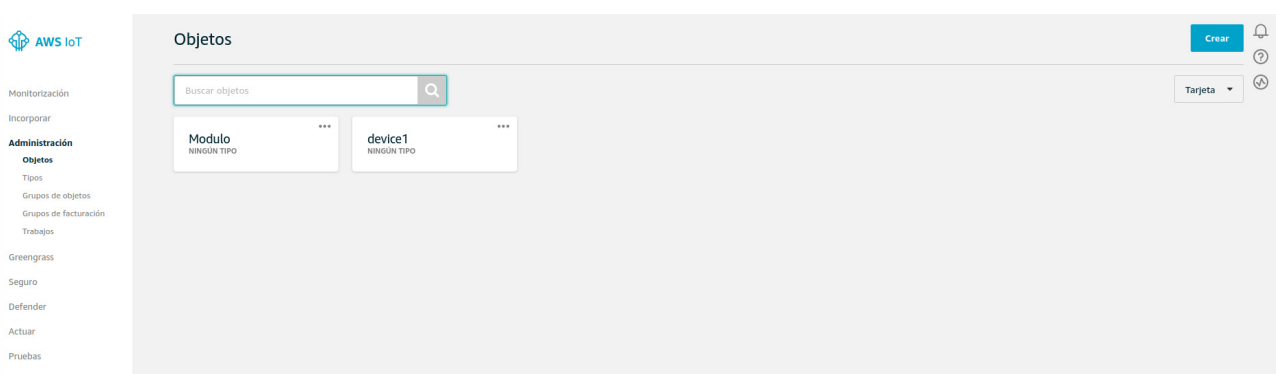 AWS IoT
Monitorización
Incorporar
Administración
Objetos
Tipos
Grupos de objetos
Grupos de facturación
Trabajos
Greengrass
Seguro
Defender
Actuar
Pruebas
Objetos
Crear
Buscar objetos
Tarjeta
Modulo
NINGÚN TIPO
device1
NINGÚN TIPO